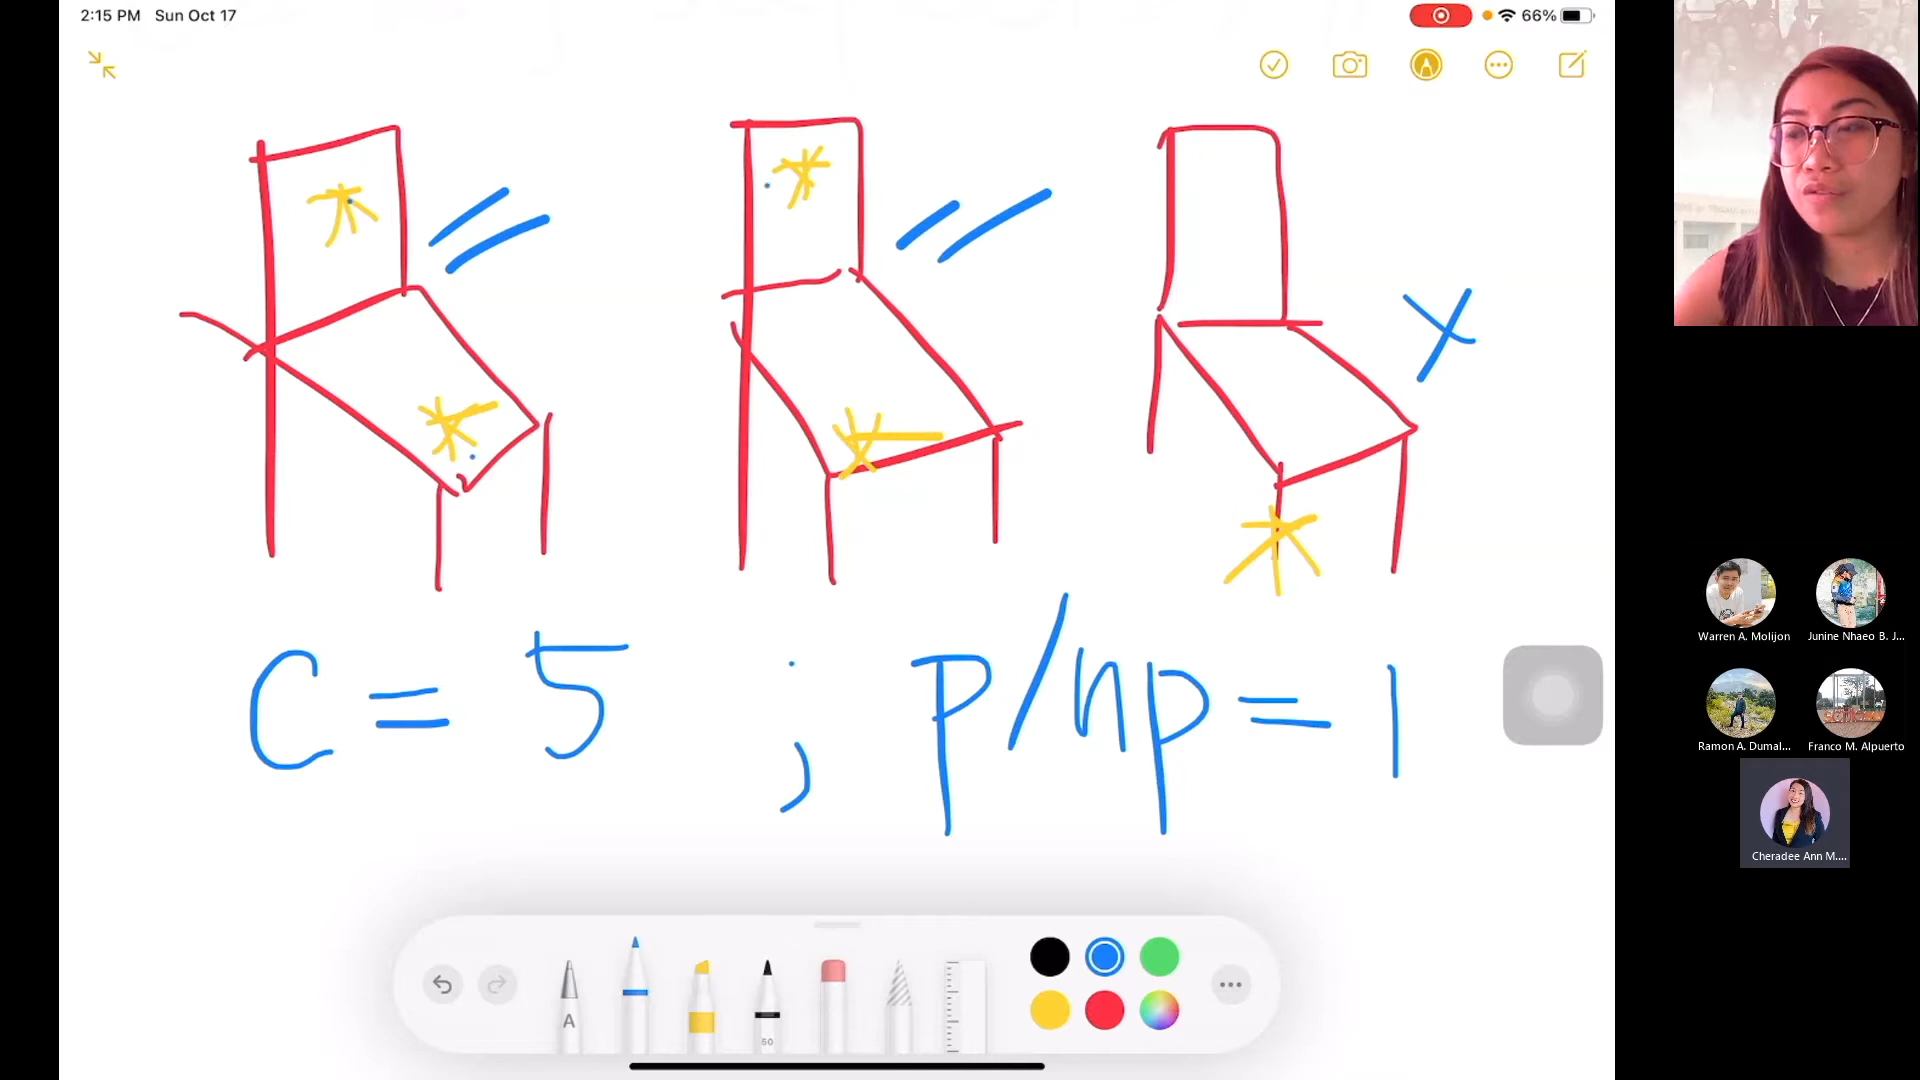 2:15 PM Sun Oct 17
66%
C = 5 ; p/np = 1
A
50
Warren A. Molijon
Junine Nhaeo B. J...
Ramon A. Dumal...
Franco M. Alpuerto
Cheradee Ann M....